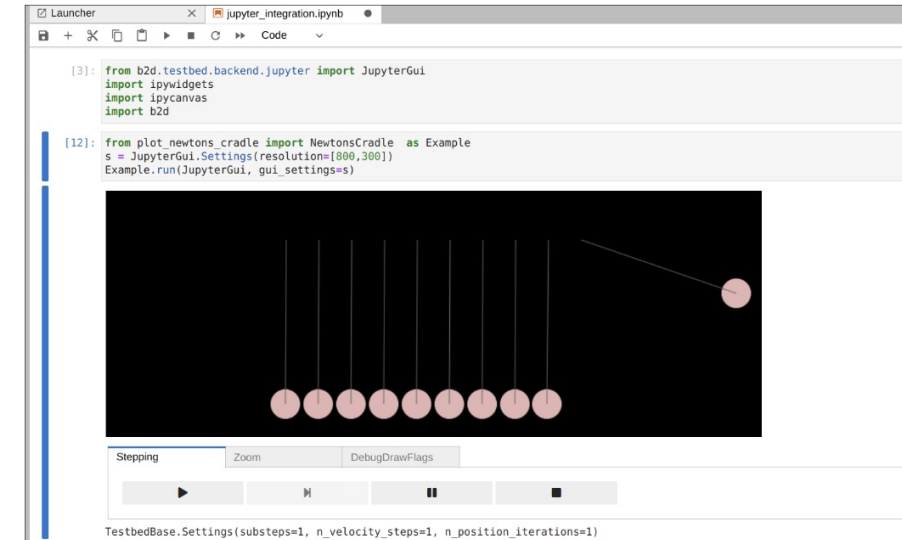 Launcher
jupyter_integration.ipynb
Code
[3]: from b2d.testbed.backend.jupyter import JupyterGui
import ipywidgets
import ipycanvas
import b2d
[12]: from plot_newtons_cradle import NewtonsCradle  as Example
s = JupyterGui.Settings(resolution=[800,300])
Example.run(JupyterGui, gui_settings=s)
Stepping Zoom DebugDrawFlags
TestbedBase.Settings(substeps=1, n_velocity_steps=1, n_position_iterations=1)